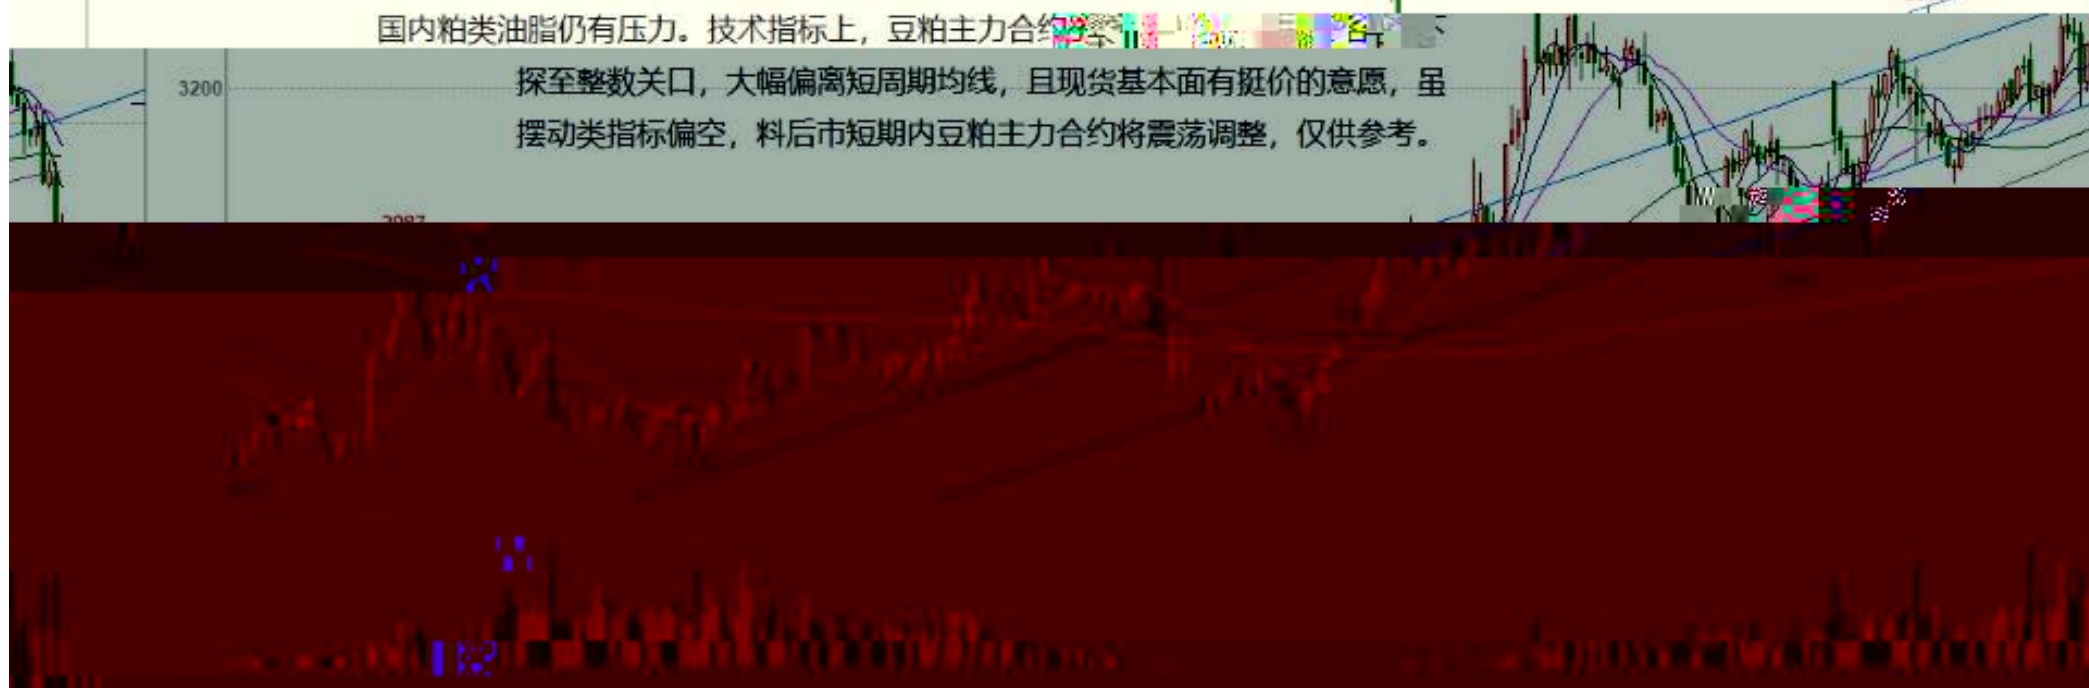 国内粕类油脂仍有压力。技术指标上，豆粕主力合约
3200
探至整数关口，大幅偏离短周期均线，且现货基本面有挺价的意愿，虽
摆动类指标偏空，料后市短期内豆粕主力合约将震荡调整，仅供参考。